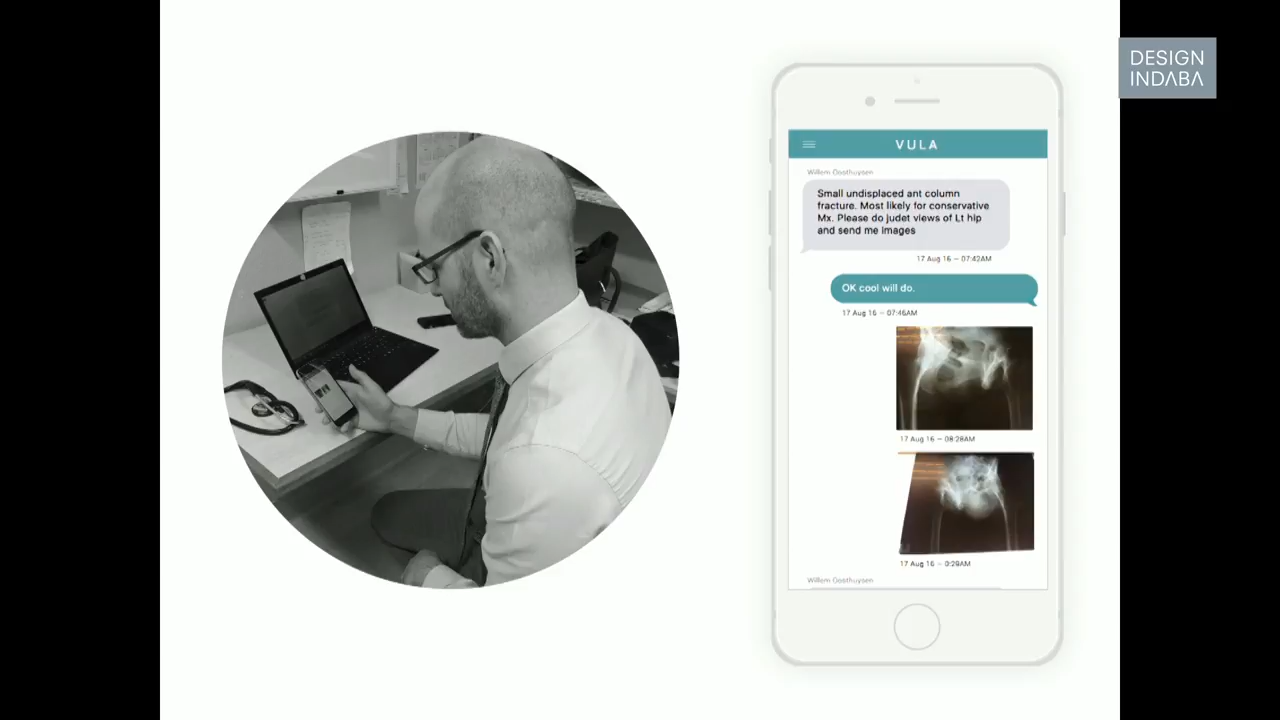 DESIGN
INDABA
VULA
Willem Oosthuysen
Small undisplaced ant column
fracture. Most likely for conservative
Mx. Please do judet views of Lt hip
and send me images
17 Aug 16 – 07:42AM
OK cool will do.
17 Aug 16 – 07:46AM
17 Aug 16 – 08:28AM
17 Aug 16 – 0:29AM
Willem Oosthuysen